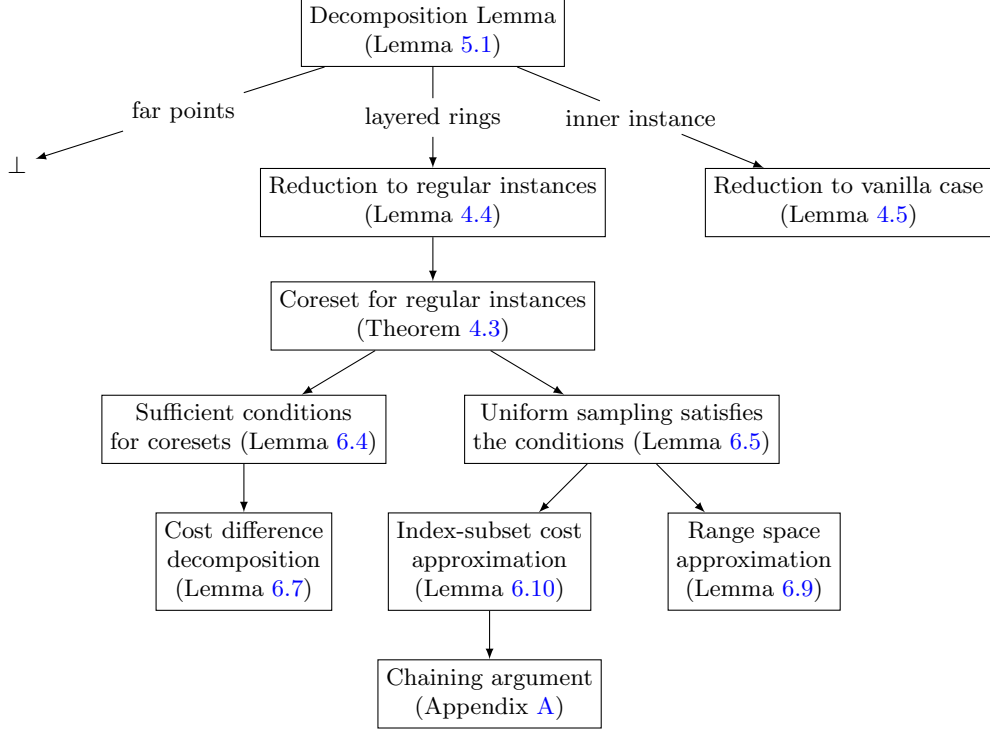 Decomposition Lemma
(Lemma 5.1)
far points
layered rings
inner instance
⊥
Reduction to regular instances
(Lemma 4.4)
Reduction to vanilla case
(Lemma 4.5)
Coreset for regular instances
(Theorem 4.3)
Sufficient conditions
for coresets (Lemma 6.4)
Uniform sampling satisfies
the conditions (Lemma 6.5)
Cost difference
decomposition
(Lemma 6.7)
Index-subset cost
approximation
(Lemma 6.10)
Range space
approximation
(Lemma 6.9)
Chaining argument
(Appendix A)